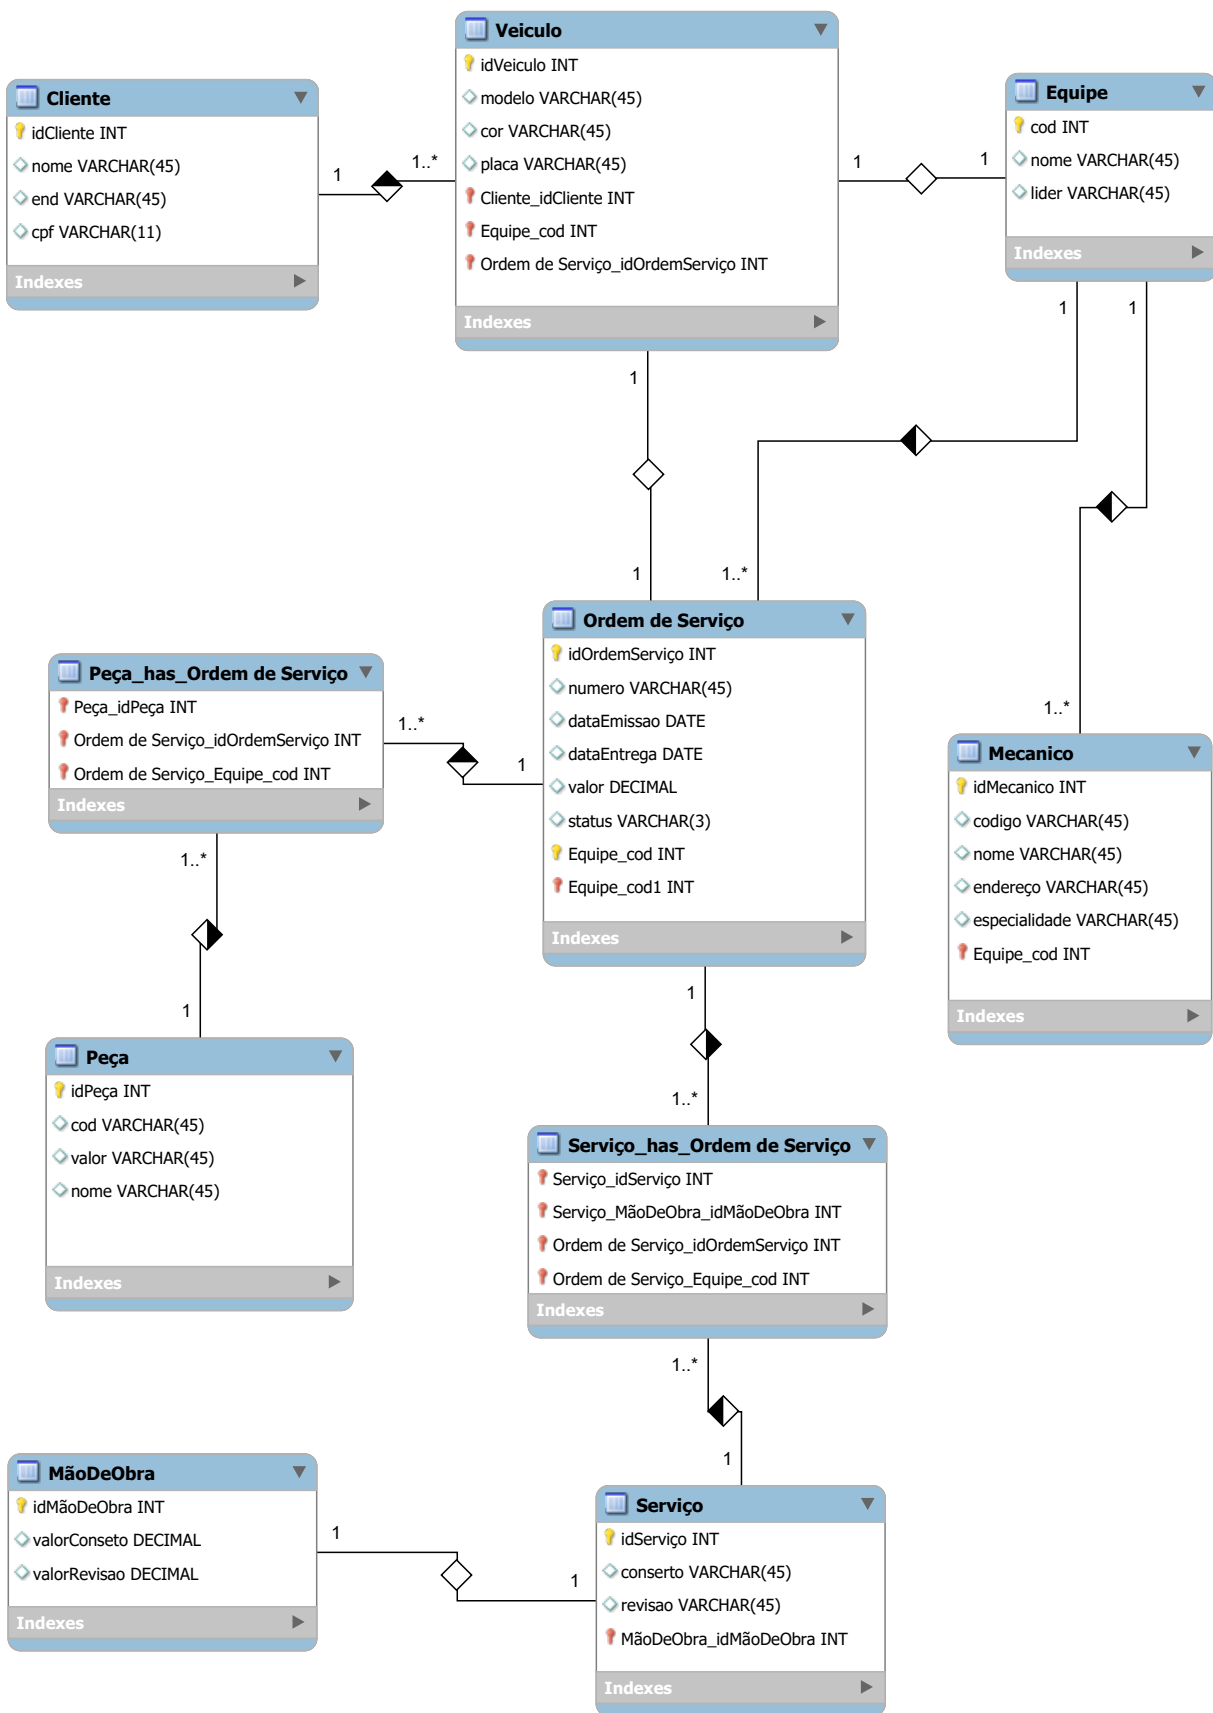 Veiculo
idVeiculo INT
modelo VARCHAR(45)
cor VARCHAR(45)
placa VARCHAR(45)
Cliente_idCliente INT
Equipe_cod INT
Ordem de Serviço_idOrdemServiço INT
Indexes
Cliente
idCliente INT
nome VARCHAR(45)
end VARCHAR(45)
cpf VARCHAR(11)
Indexes
1
1..*
1
1
Equipe
cod INT
nome VARCHAR(45)
lider VARCHAR(45)
Indexes
1
1
1
1
1..*
Ordem de Serviço
idOrdemServiço INT
numero VARCHAR(45)
dataEmissao DATE
dataEntrega DATE
valor DECIMAL
status VARCHAR(3)
Equipe_cod INT
Equipe_cod1 INT
Indexes
Peça_has_Ordem de Serviço
Peça_idPeça INT
Ordem de Serviço_idOrdemServiço INT
Ordem de Serviço_Equipe_cod INT
Indexes
1..*
1
1..*
Mecanico
idMecanico INT
codigo VARCHAR(45)
nome VARCHAR(45)
endereço VARCHAR(45)
especialidade VARCHAR(45)
Equipe_cod INT
Indexes
1..*
1
Peça
idPeça INT
cod VARCHAR(45)
valor VARCHAR(45)
nome VARCHAR(45)
Indexes
1
1..*
Serviço_has_Ordem de Serviço
Serviço_idServiço INT
Serviço_MãoDeObra_idMãoDeObra INT
Ordem de Serviço_idOrdemServiço INT
Ordem de Serviço_Equipe_cod INT
Indexes
1..*
1
MãoDeObra
idMãoDeObra INT
valorConseto DECIMAL
valorRevisao DECIMAL
Indexes
1
1
Serviço
idServiço INT
conserto VARCHAR(45)
revisao VARCHAR(45)
MãoDeObra_idMãoDeObra INT
Indexes